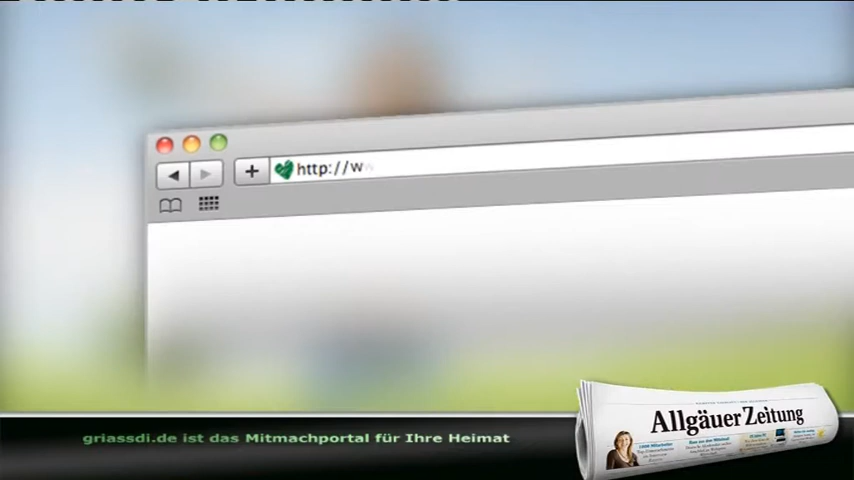 http://w
griassdi.de ist das Mitmachportal für Ihre Heimat
Allgäuer Zeitung